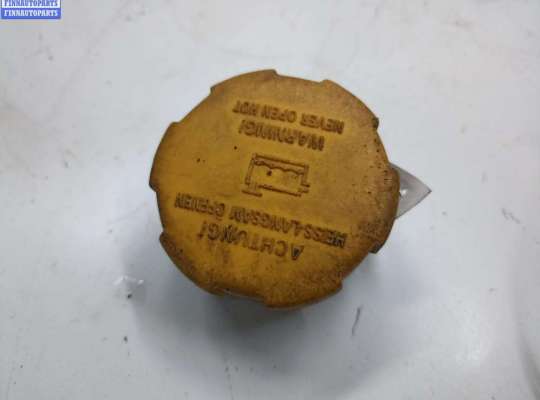 FINNAUTOPARTS
FINNAUTOPARTS
ACHTUNG!
HEISS-LANGSAM ÖFFNEN
WARNING!
NEVER OPEN HOT